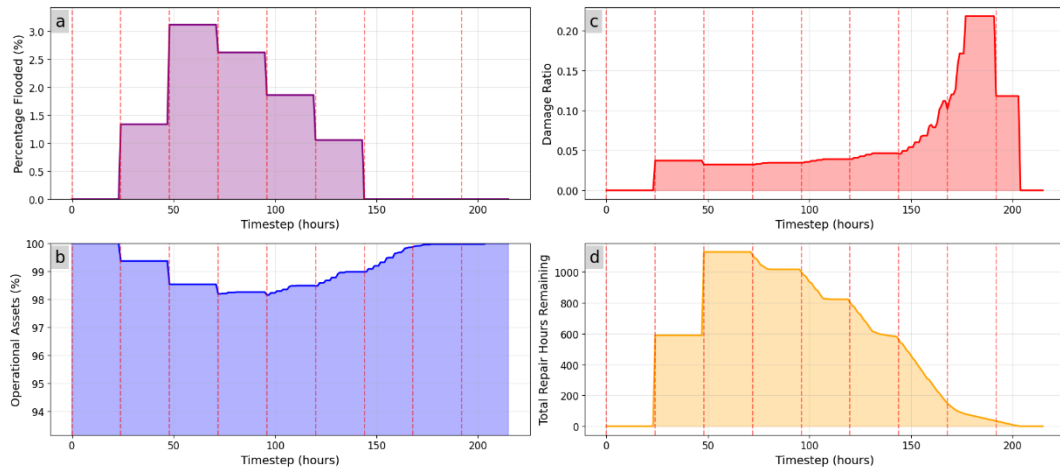 a
Percentage Flooded (%)
3.0
2.5
2.0
1.5
1.0
0.5
0.0
0 50 100 150 200
Timestep (hours)
c
Damage Ratio
0.20
0.15
0.10
0.05
0.00
0 50 100 150 200
Timestep (hours)
b
Operational Assets (%)
100
99
98
97
96
95
94
0 50 100 150 200
Timestep (hours)
d
Total Repair Hours Remaining
1000
800
600
400
200
0
0 50 100 150 200
Timestep (hours)